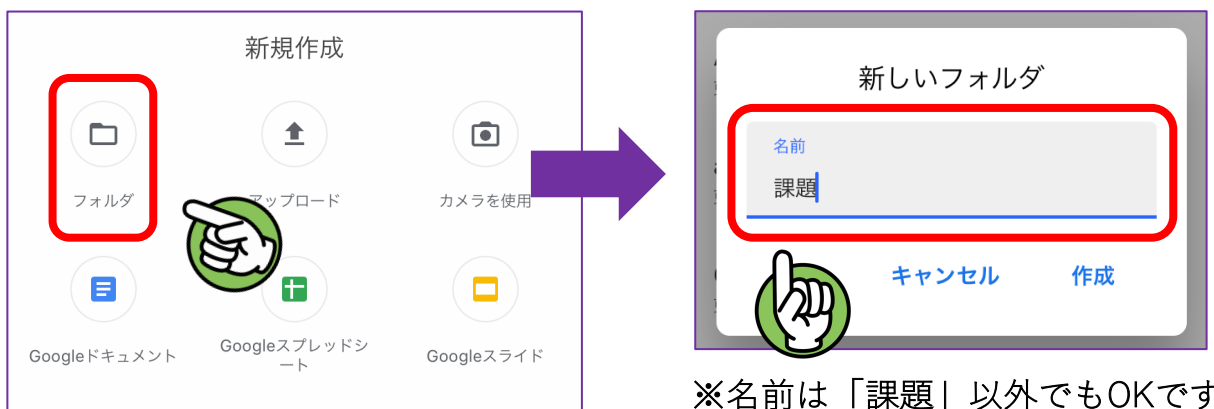 新規作成
フォルダ
アップロード
カメラを使用
Googleドキュメント
Googleスプレッドシ
ート
Googleスライド
新しいフォルダ
名前
課題
キャンセル
作成
※名前は「課題」以外でもOKです